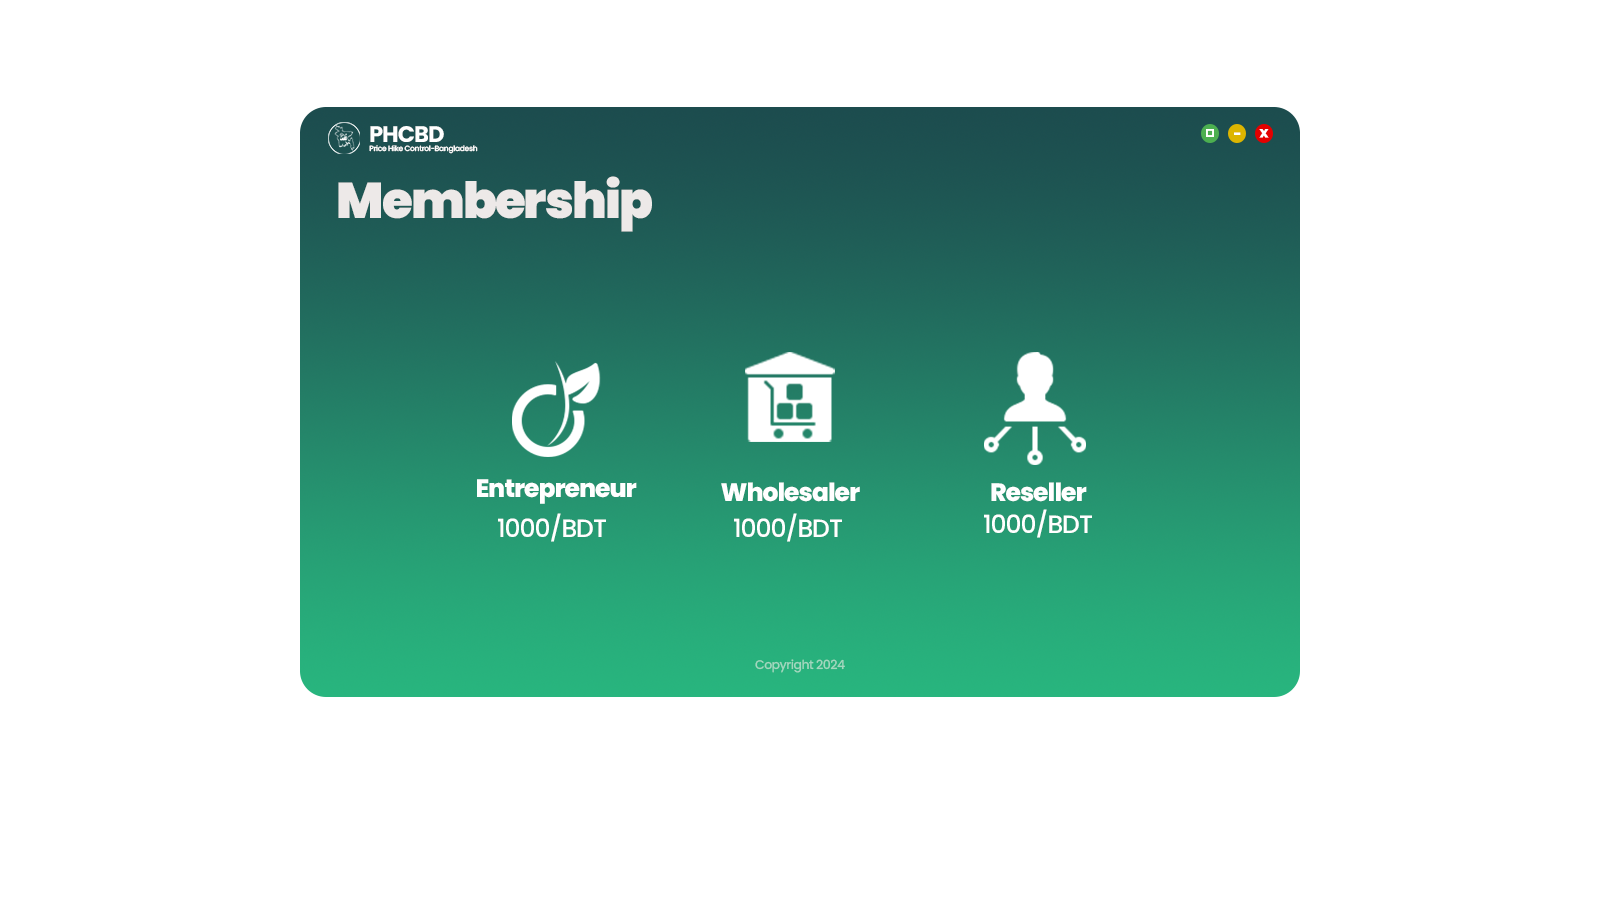 PHCBD
Price Hike Control-Bangladesh
X
Membership
Entrepreneur
1000/BDT
Wholesaler
1000/BDT
Reseller
1000/BDT
Copyright 2024